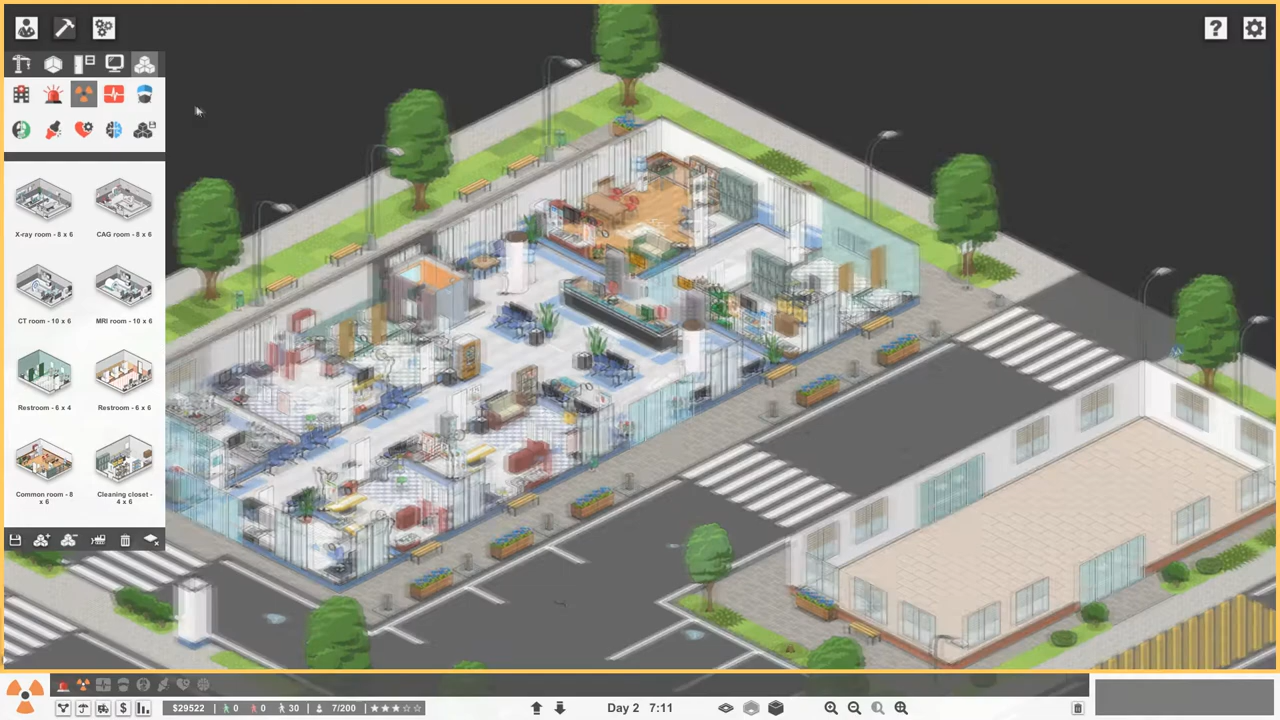 X-ray room - 8 x 6
CAG room - 8 x 6
CT room - 10 x 6
MRI room - 10 x 6
Restroom - 6 x 4
Restroom - 6 x 6
Common room - 8
x 6
Cleaning closet -
4 x 6
?
$
$29522
0
0
30
7/200
Day 2 7:11